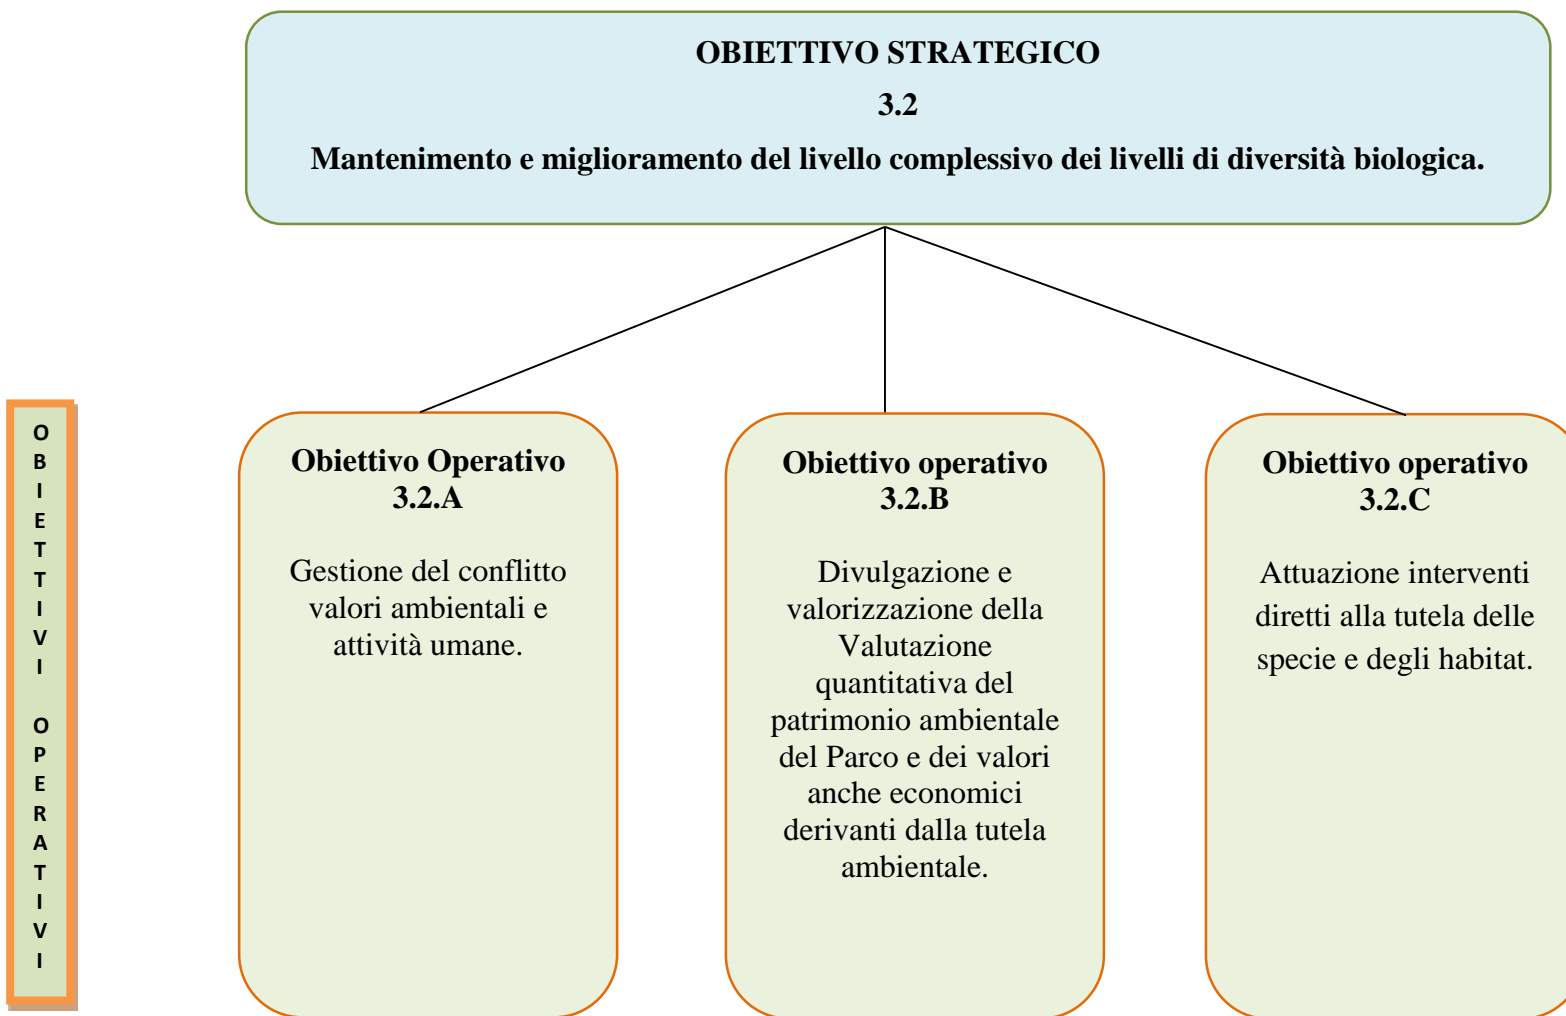 OBIETTIVO STRATEGICO
3.2
Mantenimento e miglioramento del livello complessivo dei livelli di diversità biologica.
OBIETTIVI OPERATIVI
Obiettivo Operativo
3.2.A
Gestione del conflitto
valori ambientali e
attività umane.
Obiettivo operativo
3.2.B
Divulgazione e
valorizzazione della
Valutazione
quantitativa del
patrimonio ambientale
del Parco e dei valori
anche economici
derivanti dalla tutela
ambientale.
Obiettivo operativo
3.2.C
Attuazione interventi
diretti alla tutela delle
specie e degli habitat.